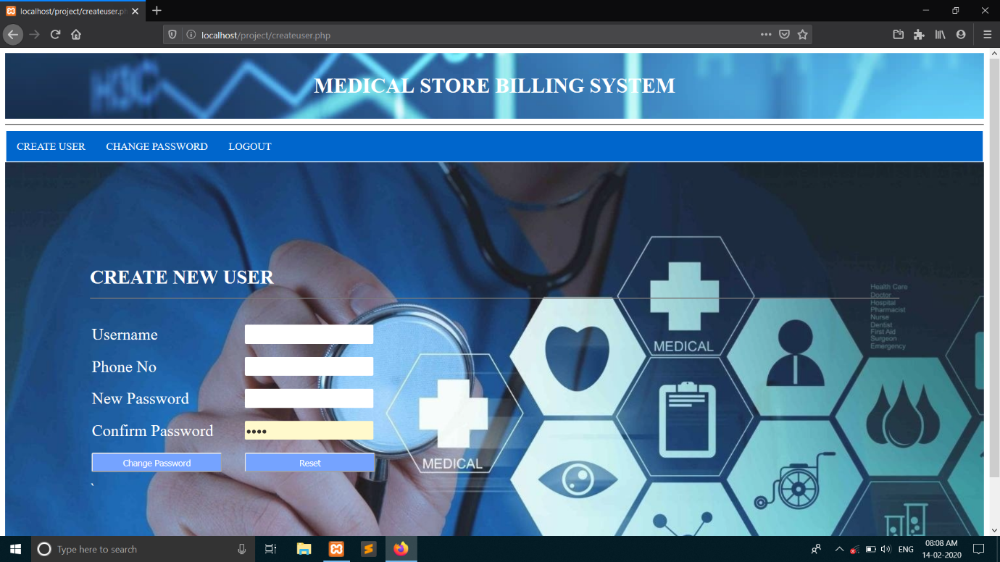 localhost/project/createuser.ph
localhost/project/createuser.php
H3C
MEDICAL STORE BILLING SYSTEM
CREATE USER
CHANGE PASSWORD
LOGOUT
CREATE NEW USER
Health Care
Doctor
Hospital
Pharmacist
Nurse
Dentist
First Aid
Surgeon
Emergency
MEDICAL
Username
Phone No
New Password
Confirm Password
••••
MEDICAL
Change Password
Reset
`
Type here to search
ENG
08:08 AM
14-02-2020